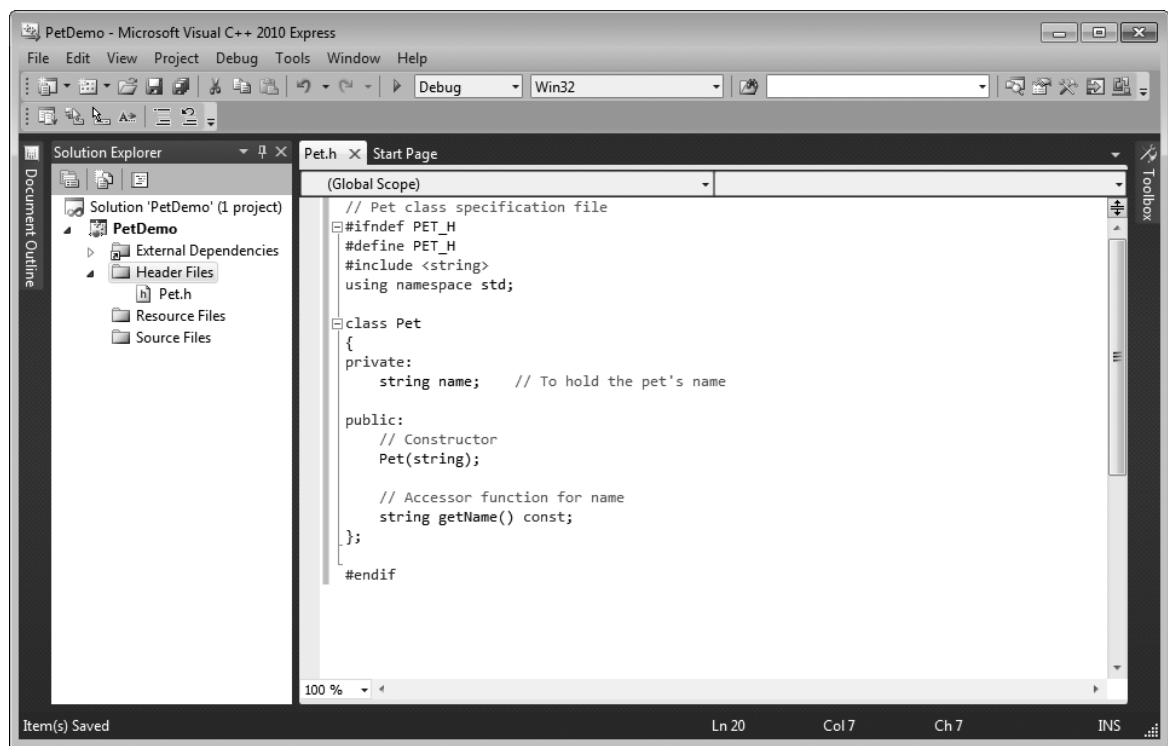 PetDemo - Microsoft Visual C++ 2010 Express
File Edit View Project Debug Tools Window Help
Debug Win32
Document Outline
Solution Explorer
Solution 'PetDemo' (1 project)
PetDemo
External Dependencies
Header Files
Pet.h
Resource Files
Source Files
Pet.h Start Page
(Global Scope)
// Pet class specification file
#ifndef PET_H
#define PET_H
#include <string>
using namespace std;
class Pet
{
private:
string name; // To hold the pet's name
public:
// Constructor
Pet(string);
// Accessor function for name
string getName() const;
};
#endif
100 %
Toolbox
Item(s) Saved Ln 20 Col 7 Ch 7 INS